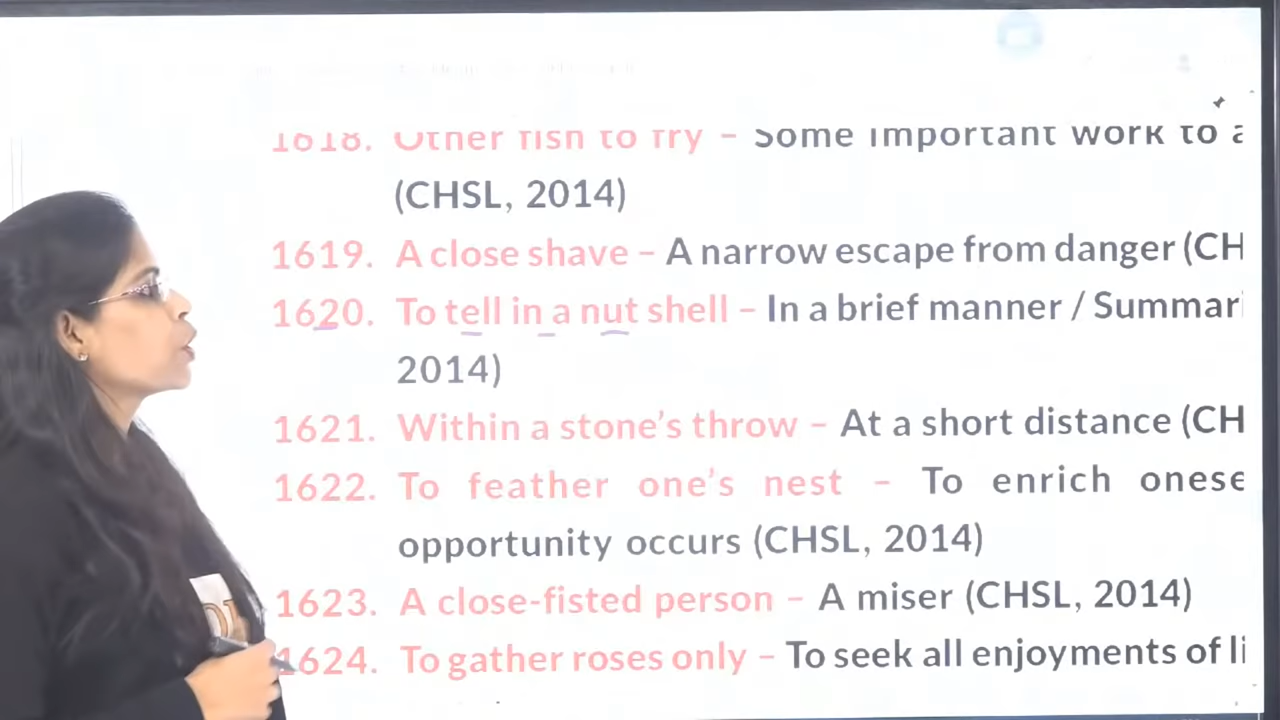 1618. Other fish to fry – Some important work to a
(CHSL, 2014)
1619. A close shave – A narrow escape from danger (CH
1620. To tell in a nut shell – In a brief manner / Summari
2014)
1621. Within a stone's throw – At a short distance (CH
1622. To feather one's nest – To enrich onese
opportunity occurs (CHSL, 2014)
1623. A close-fisted person – A miser (CHSL, 2014)
1624. To gather roses only – To seek all enjoyments of li